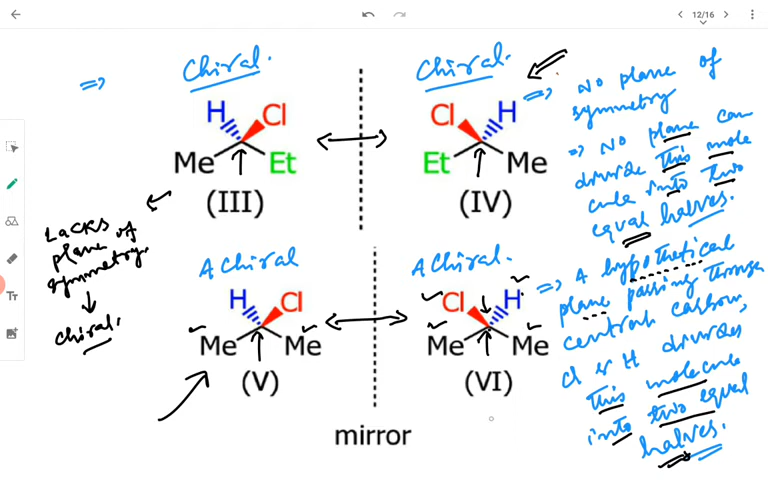 12/16
Chiral.
Chiral.
H
Cl
Me
Et
(III)
Cl
H
Et
Me
(IV)
=> No plane of
symmetry
=> No plane can
divide this mole
cule into two
equal halves.
Lacks of
plane of
symmetry.
Chiral.
A Chiral
A Chiral.
H
Cl
Me
Me
(V)
Cl
H
Me
Me
(VI)
=> A hypothetical
plane passing through
central carbon,
Cl & H divides
this molecule
into two equal
halves.
mirror
Tт